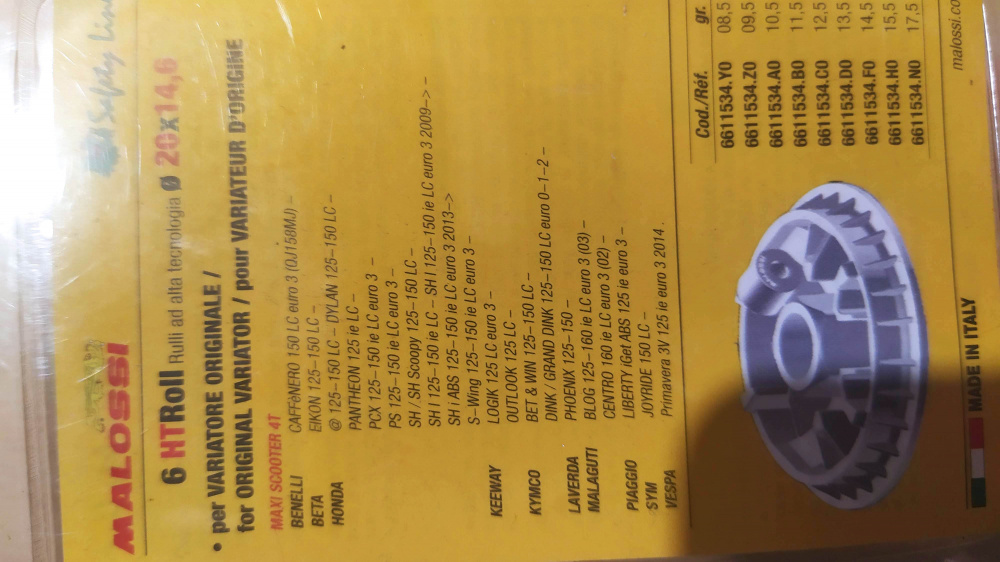 MALOSSI
6 HTRoll Rulli ad alta tecnologia Ø 20x14,6
• per VARIATORE ORIGINALE /
for ORIGINAL VARIATOR / pour VARIATEUR D'ORIGINE
MAXI SCOOTER 4T
BENELLI CAFFèNERO 150 LC euro 3 (OJ158MJ) –
BETA EIKON 125–150 LC –
HONDA @ 125–150 LC – DYLAN 125–150 LC –
PANTHEON 125 ie LC –
PCX 125–150 ie LC euro 3 –
PS 125–150 ie LC euro 3 –
SH / SH Scoopy 125–150 LC –
SH I 125–150 ie LC – SH I 125–150 ie LC euro 3 2009–>
SH I ABS 125–150 ie LC euro 3 2013–>
S–Wing 125–150 ie LC euro 3 –
KEEWAY LOGIK 125 LC euro 3 –
OUTLOOK 125 LC –
KYMCO BET & WIN 125–150 LC –
DINK / GRAND DINK 125–150 LC euro 0–1–2 –
LAVERDA PHOENIX 125–150 –
MALAGUTI BLOG 125–160 ie LC euro 3 (03) –
CENTRO 160 ie LC euro 3 (02) –
PIAGGIO LIBERTY iGet ABS 125 ie euro 3 –
SYM JOYRIDE 150 LC –
VESPA Primavera 3V 125 ie euro 3 2014
Cod./Réf. gr.
6611534.Y0 08,5
6611534.Z0 09,5
6611534.A0 10,5
6611534.B0 11,5
6611534.C0 12,5
6611534.D0 13,5
6611534.F0 14,5
6611534.H0 15,5
6611534.N0 17,5
MADE IN ITALY
malossi.co